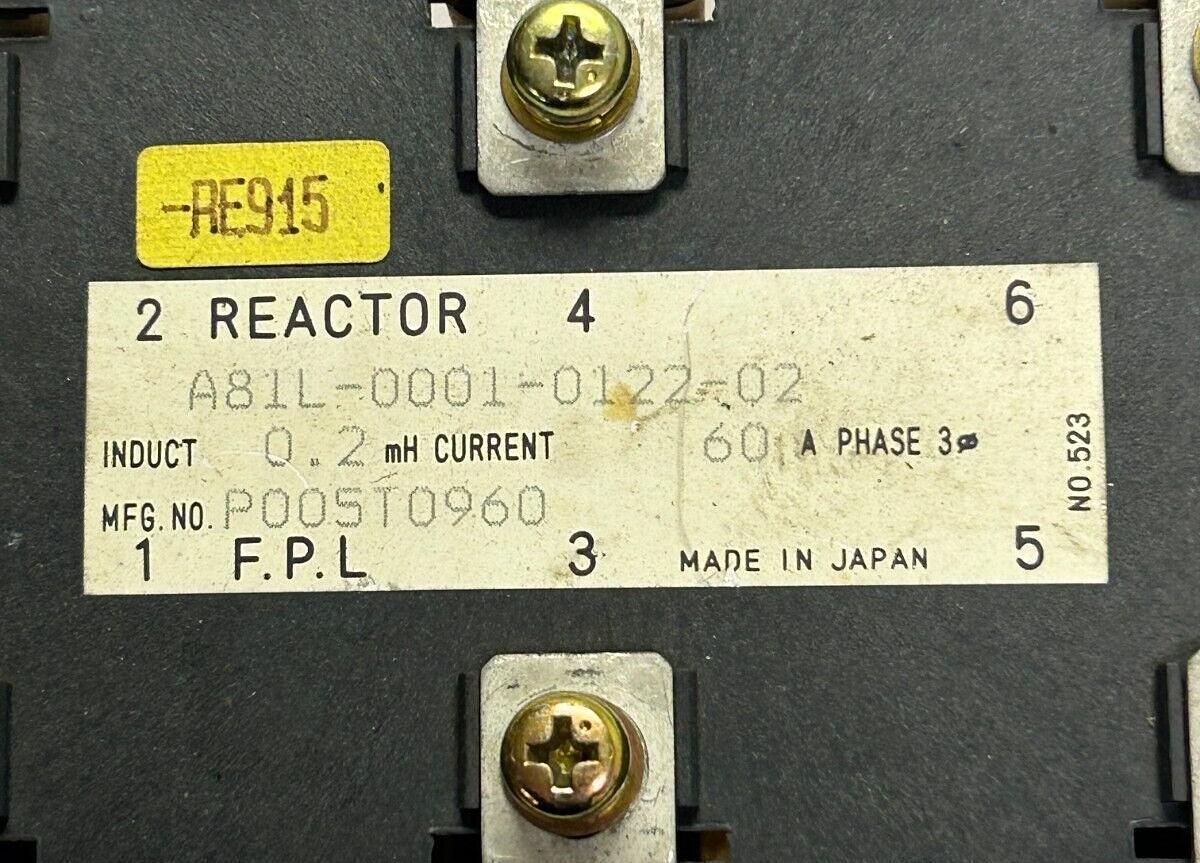 -RE915
2 REACTOR 4 6
A81L-0001-0122-02
INDUCT 0.2 mH CURRENT 60 A PHASE 3ø
MFG. NO. P00ST0960
1 F.P.L 3 MADE IN JAPAN 5
NO.523